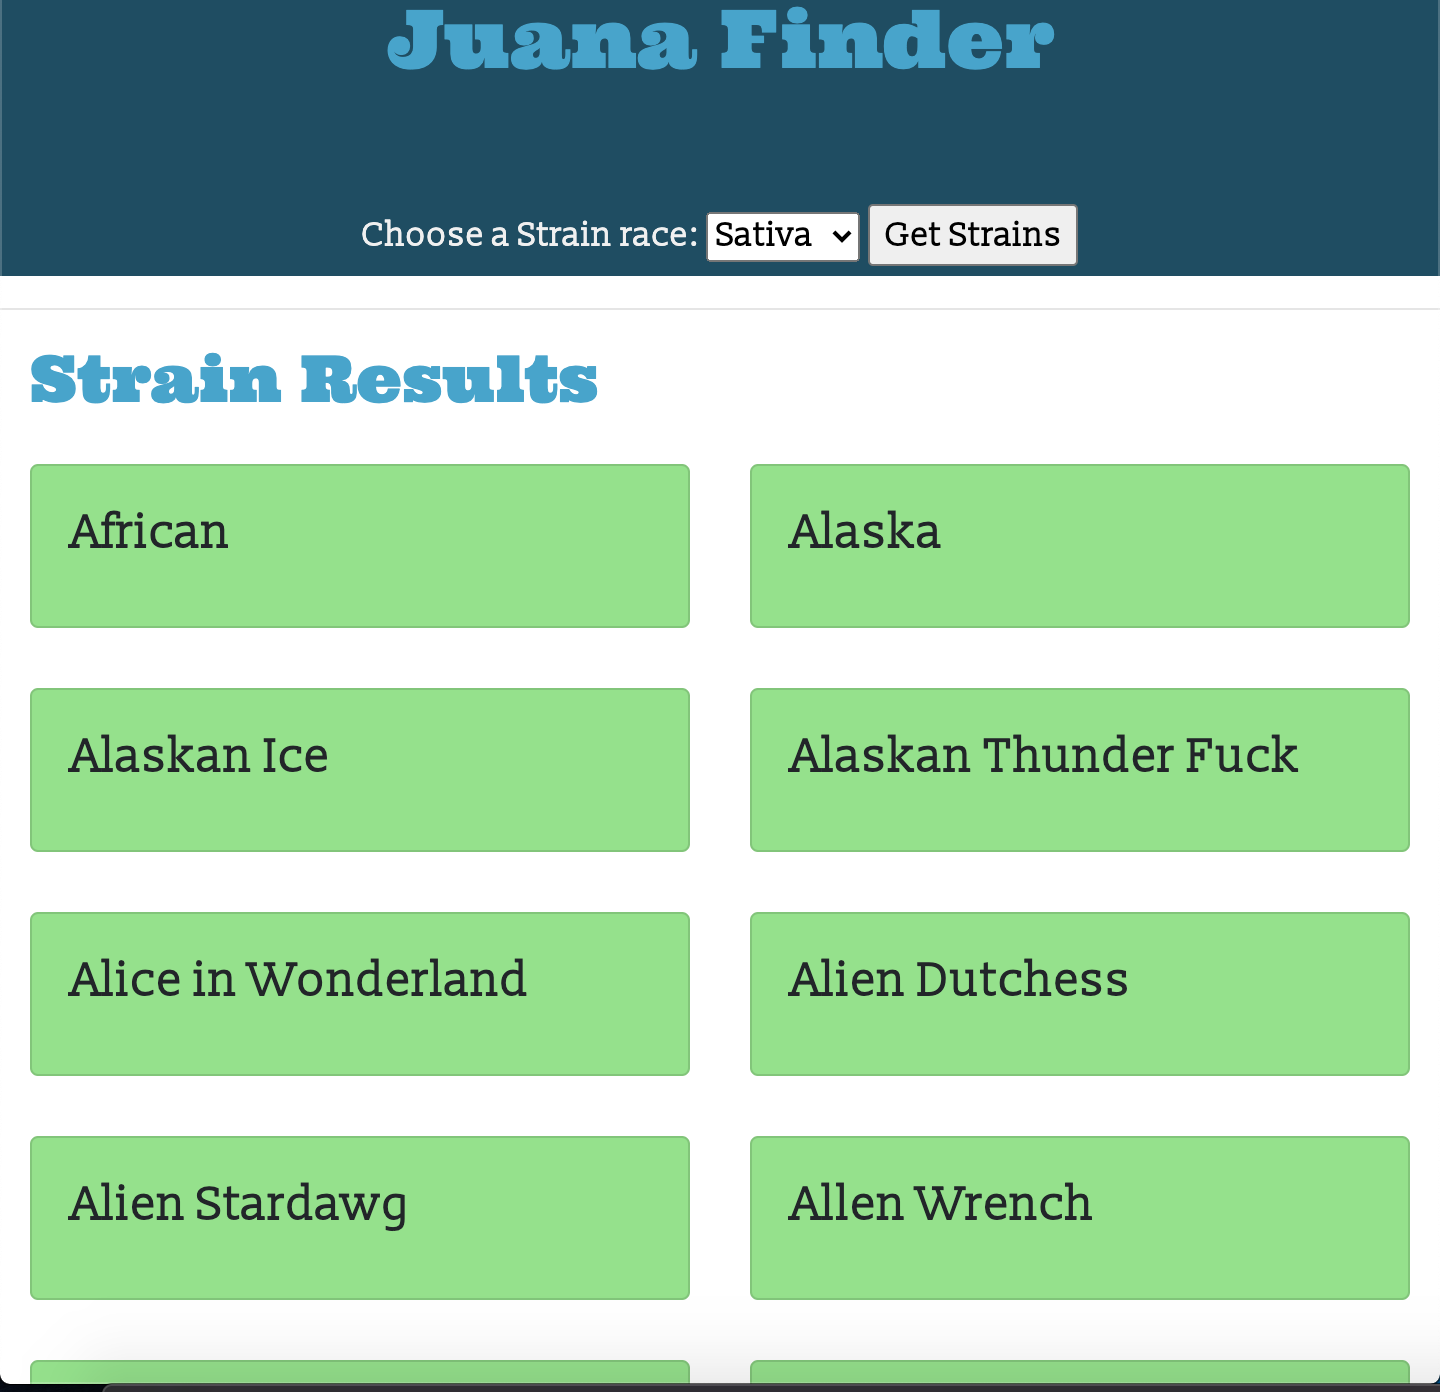 Juana Finder
Choose a Strain race: Sativa Get Strains
Strain Results
African
Alaska
Alaskan Ice
Alaskan Thunder Fuck
Alice in Wonderland
Alien Dutchess
Alien Stardawg
Allen Wrench